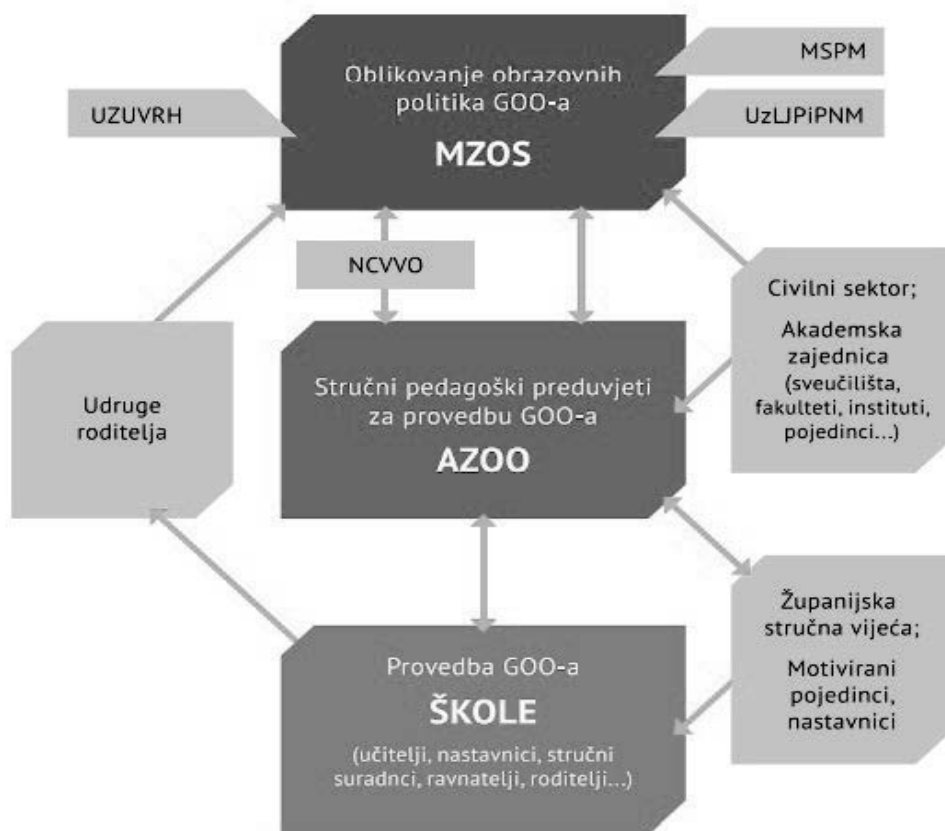 Oblikovanje obrazovnih
politika GOO-a
MZOS
MSPM
UZUVRH
UzLJPiPNM
NCVVO
Civilni sektor;
Akademska
zajednica
(sveučilišta,
fakulteti, instituti,
pojedinci...)
Stručni pedagoški preduvjeti
za provedbu GOO-a
AZOO
Udruge
roditelja
Županijska
stručna vijeća;
Motivirani
pojedinci,
nastavnici
Provedba GOO-a
ŠKOLE
(učitelji, nastavnici, stručni
suradnci, ravnatelji, roditelji...)